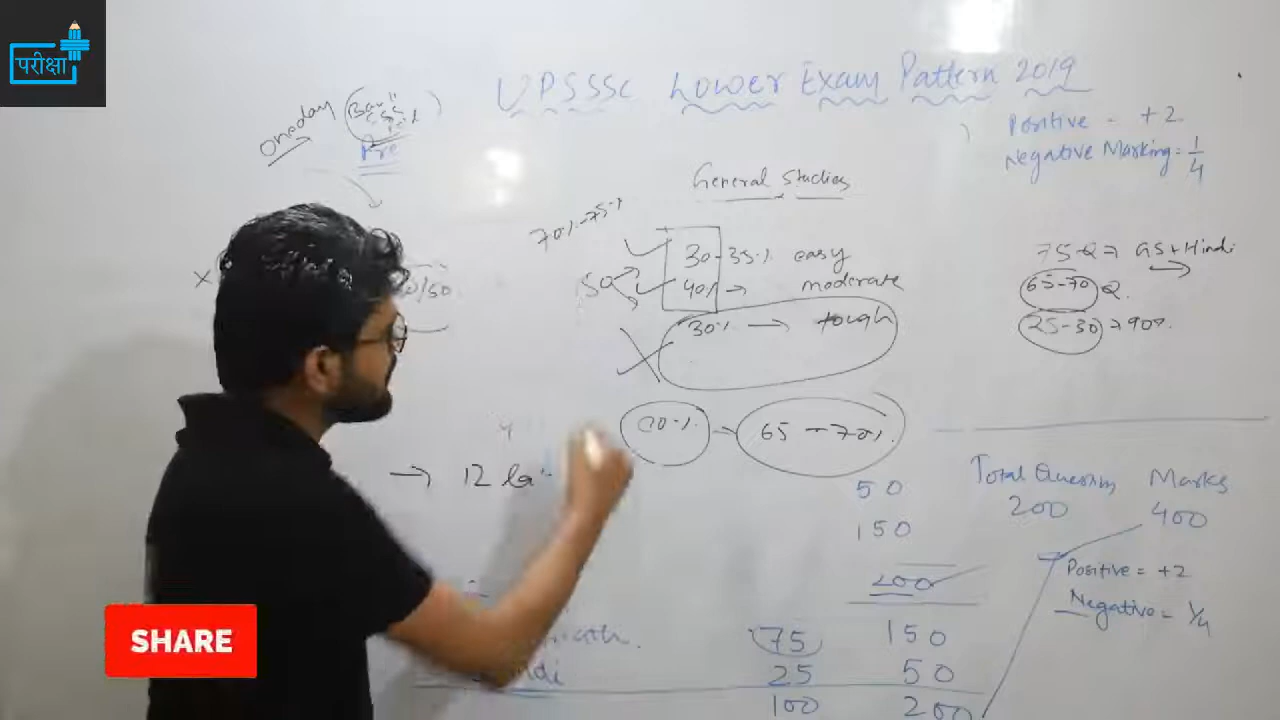 परीक्षा
UPSSSC Lower Exam Pattern 2019
Oneday
Pre
Positive - +2
Negative Marking = 1/4
General Studies
70% - 75%
30 - 35% easy
50
40% → moderate
30% → tough
75-Q → GS + Hindi
65-70 Q.
25-30 → 90%.
65 - 70%.
→ 12
50
150
200
Total Question Marks
200 400
Positive = +2
Negative = 1/4
75 150
25 50
100 200
SHARE